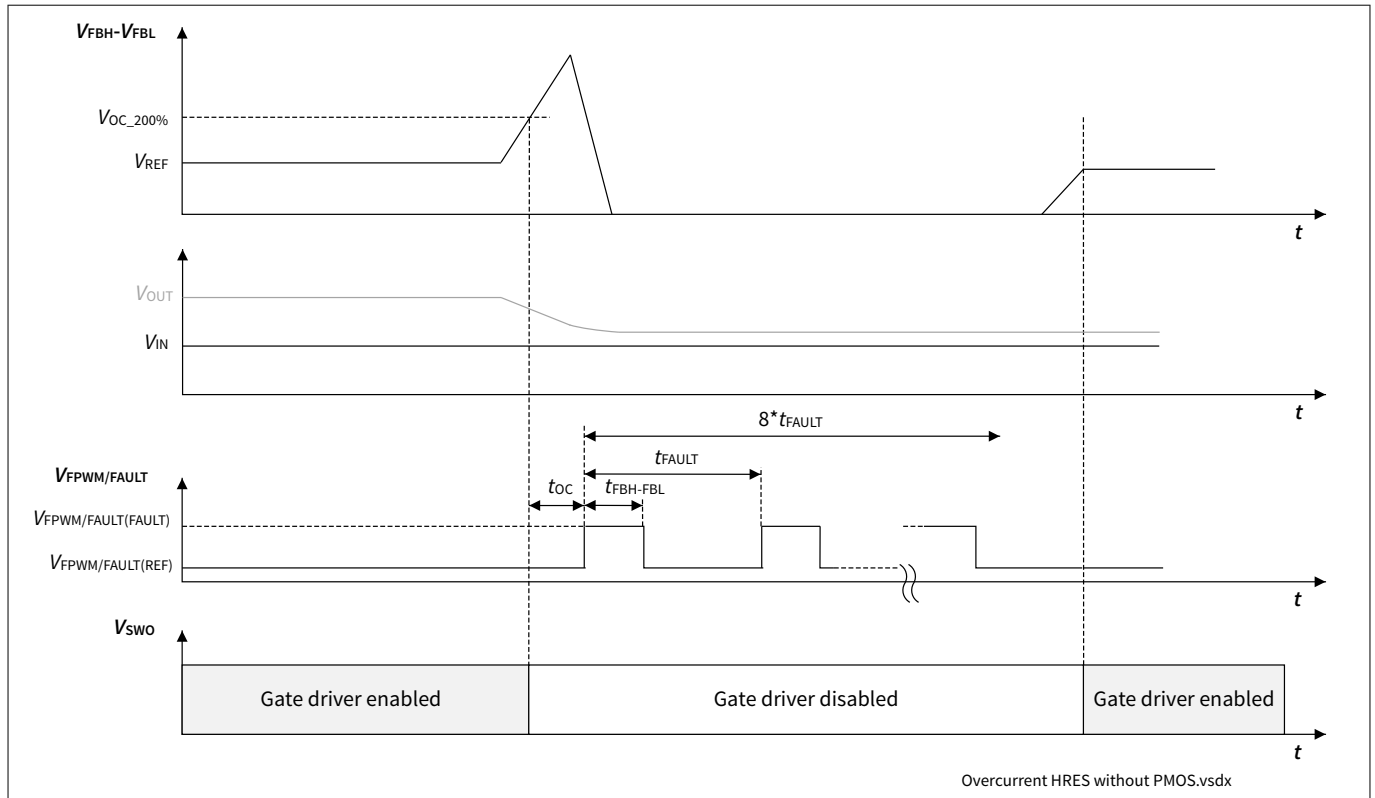 VFBH-VFBL
VOC_200%
VREF
t
VOUT
VIN
t
8*tFAULT
tFAULT
VFPWM/FAULT
tOC
tFBH-FBL
VFPWM/FAULT(FAULT)
VFPWM/FAULT(REF)
t
VSWO
Gate driver enabled
Gate driver disabled
Gate driver enabled
t
Overcurrent HRES without PMOS.vsdx